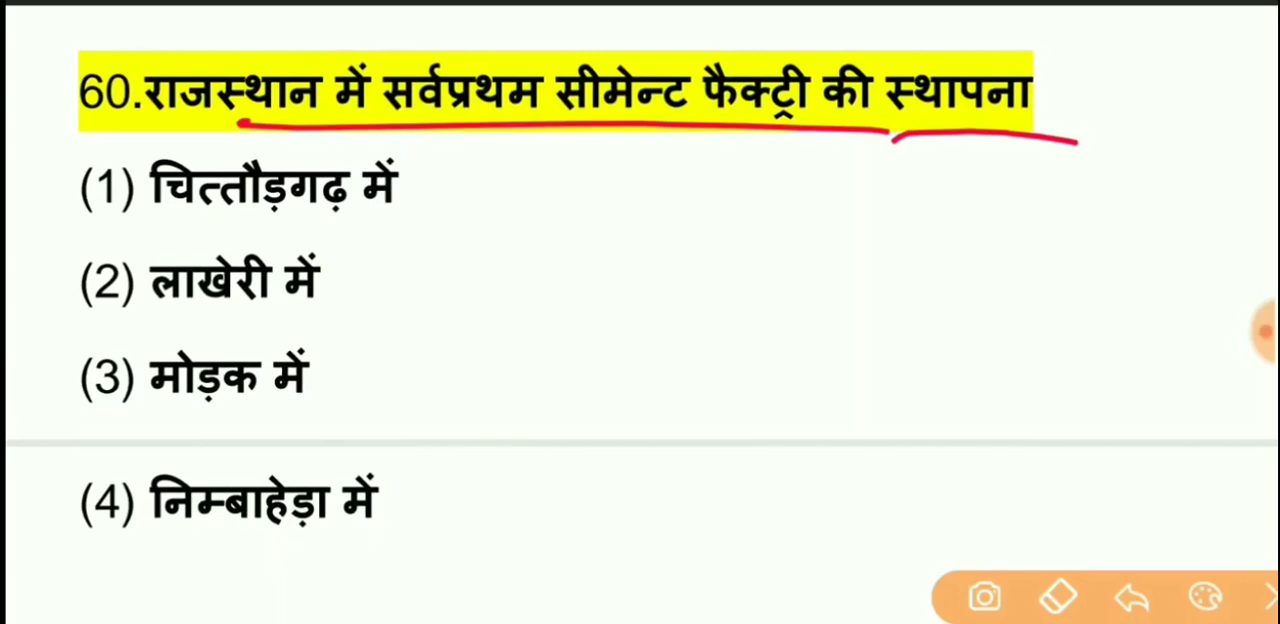 60.राजस्थान में सर्वप्रथम सीमेन्ट फैक्ट्री की स्थापना
(1) चित्तौड़गढ़ में
(2) लाखेरी में
(3) मोड़क में
(4) निम्बाहेड़ा में